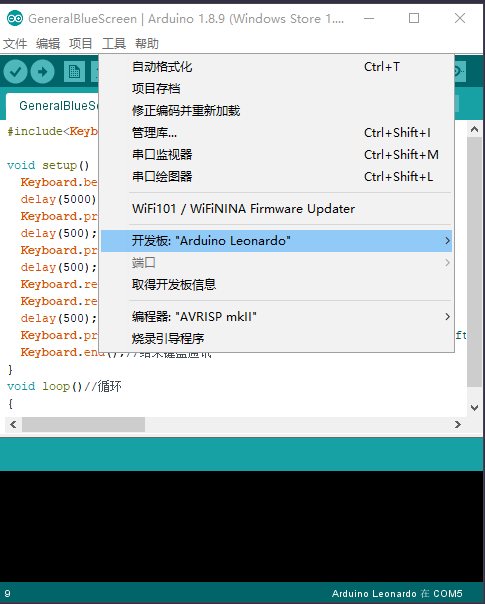 GeneralBlueScreen | Arduino 1.8.9 (Windows Store 1....
文件 编辑 项目 工具 帮助
自动格式化 Ctrl+T
项目存档
修正编码并重新加载
管理库... Ctrl+Shift+I
串口监视器 Ctrl+Shift+M
串口绘图器 Ctrl+Shift+L
WiFi101 / WiFiNINA Firmware Updater
开发板: "Arduino Leonardo"
端口
取得开发板信息
编程器: "AVRISP mkII"
烧录引导程序
GeneralBlueSc
#include<Keyb
void setup()
Keyboard.be
delay(5000)
Keyboard.pr
delay(500);
Keyboard.pr
delay(500);
Keyboard.re
Keyboard.re
delay(500);
Keyboard.pr ft
Keyboard.end();//结束键盘通讯
}
void loop()//循环
{
9 Arduino Leonardo 在 COM5